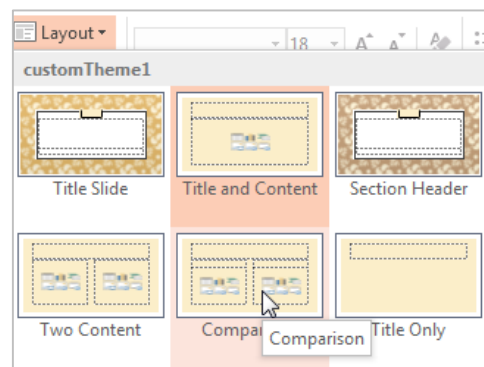 Layout
18 A A
customTheme1
Title Slide Title and Content Section Header
Two Content Compar Title Only
Comparison